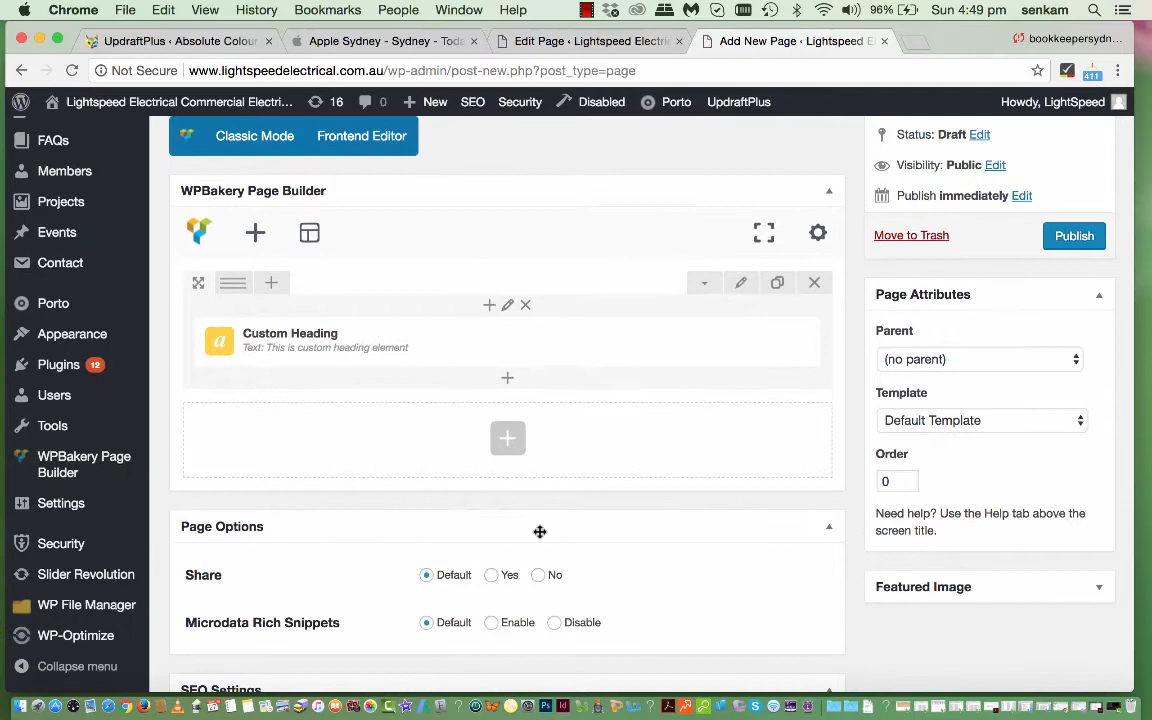 Chrome File Edit View History Bookmarks People Window Help 96% Sun 4:49 pm senkam
UpdraftPlus ‹ Absolute Colour Apple Sydney - Sydney - Toda Edit Page ‹ Lightspeed Electric Add New Page ‹ Lightspeed El bookkeepersydn...
Not Secure www.lightspeedelectrical.com.au/wp-admin/post-new.php?post_type=page 411
Lightspeed Electrical Commercial Electri... 16 0 New SEO Security Disabled Porto UpdraftPlus Howdy, LightSpeed
FAQs
Members
Projects
Events
Contact
Porto
Appearance
Plugins 12
Users
Tools
WPBakery Page
Builder
Settings
Security
Slider Revolution
WP File Manager
WP-Optimize
Collapse menu
Classic Mode Frontend Editor
WPBakery Page Builder
a Custom Heading
Text: This is custom heading element
Page Options
Share Default Yes No
Microdata Rich Snippets Default Enable Disable
SEO Settings
Status: Draft Edit
Visibility: Public Edit
Publish immediately Edit
Move to Trash Publish
Page Attributes
Parent
(no parent)
Template
Default Template
Order
0
Need help? Use the Help tab above the
screen title.
Featured Image